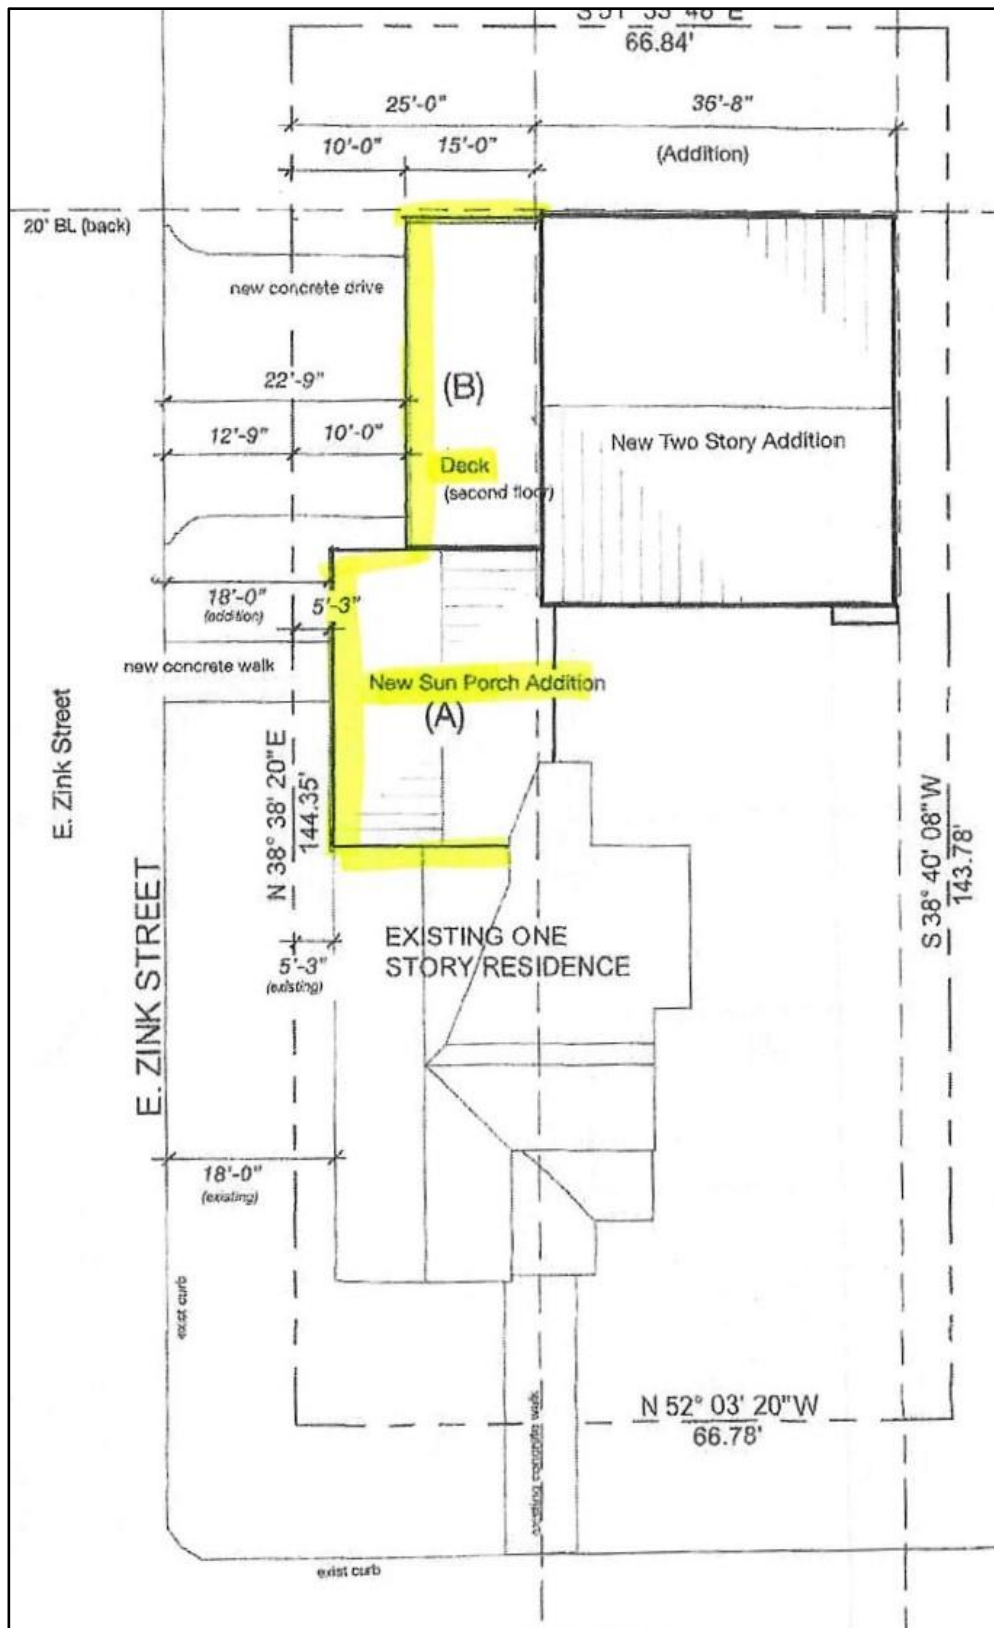 S 51° 33' 46" E
66.84'
25'-0"
36'-8"
10'-0"
15'-0"
(Addition)
20' BL (back)
new concrete drive
22'-9"
(B)
12'-9"
10'-0"
New Two Story Addition
Deck
(second floor)
18'-0"
(addition)
5'-3"
new concrete walk
New Sun Porch Addition
(A)
E. Zink Street
N 38° 38' 20" E
144.35'
S 38° 40' 08" W
143.78'
E. ZINK STREET
EXISTING ONE
STORY RESIDENCE
5'-3"
(existing)
18'-0"
(existing)
exist curb
N 52° 03' 20" W
66.78'
existing concrete walk
exist curb